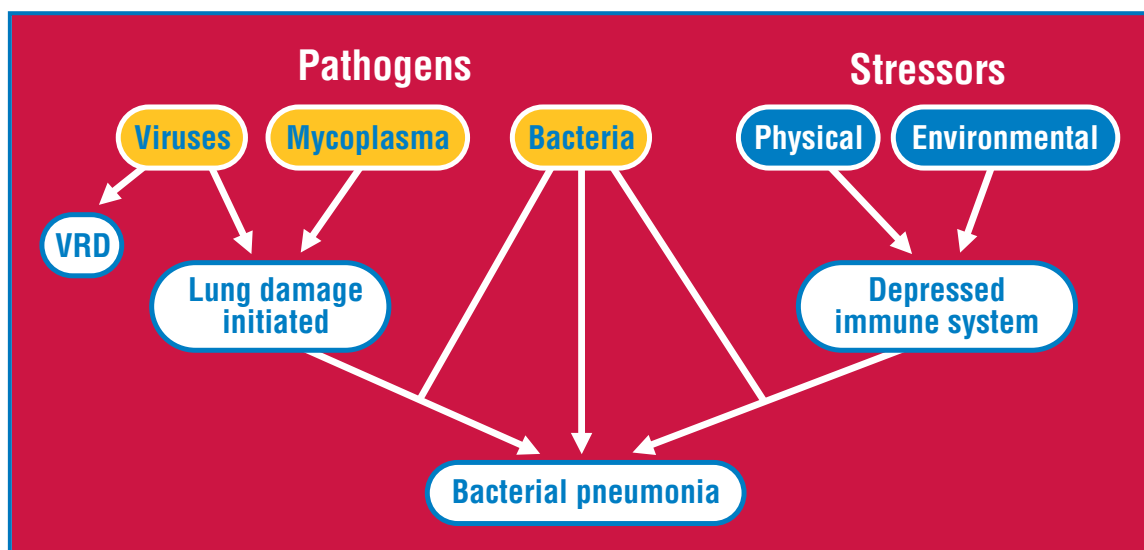 Pathogens
Stressors
Viruses
Mycoplasma
Bacteria
Physical
Environmental
VRD
Lung damage
initiated
Depressed
immune system
Bacterial pneumonia